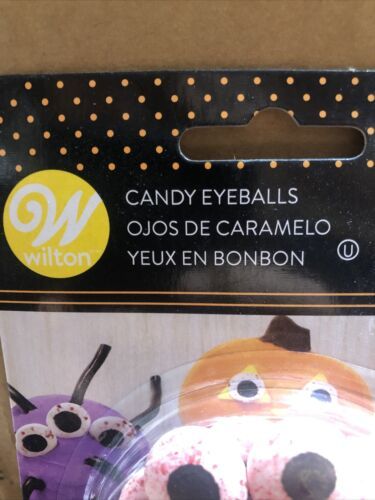 W
wilton
CANDY EYEBALLS
OJOS DE CARAMELO
YEUX EN BONBON
U